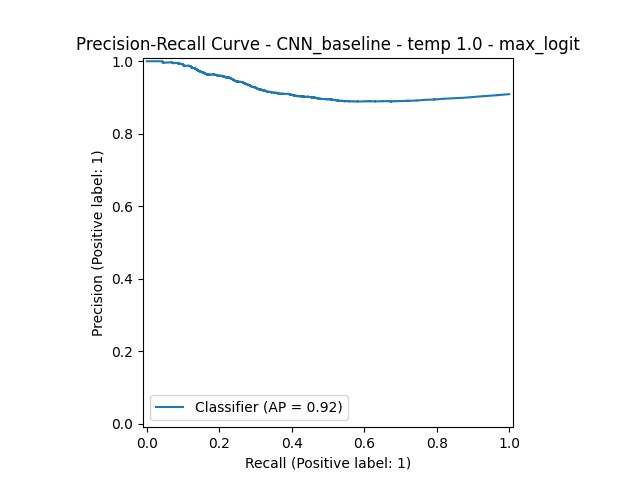 Precision-Recall Curve - CNN_baseline - temp 1.0 - max_logit
1.0
0.8
0.6
0.4
0.2
0.0
Precision (Positive label: 1)
Classifier (AP = 0.92)
0.0 0.2 0.4 0.6 0.8 1.0
Recall (Positive label: 1)